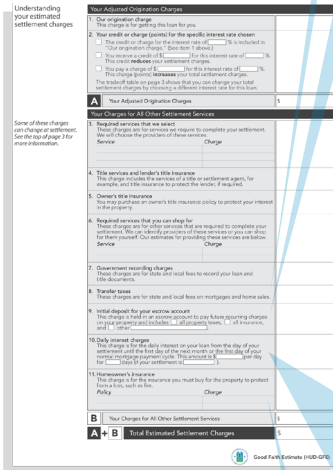 Understanding
your estimated
settlement charges
Your Adjusted Origination Charges
1. Our origination charge
This charge is for getting this loan for you.
2. Your credit or charge (points) for the specific interest rate chosen
The credit or charge for the interest rate of % is included in
"Our origination charge." (See item 1 above.)
You receive a credit of $ for this interest rate of %.
This credit reduces your settlement charges.
You pay a charge of $ for this interest rate of %.
This charge (points) increases your total settlement charges.
The tradeoff table on page 3 shows that you can change your total
settlement charges by choosing a different interest rate for this loan.
A Your Adjusted Origination Charges $
Your Charges for All Other Settlement Services
Some of these charges
can change at settlement.
See the top of page 3 for
more information.
3. Required services that we select
These charges are for services we require to complete your settlement.
We will choose the providers of these services.
Service Charge
4. Title services and lender's title insurance
This charge includes the services of a title or settlement agent, for
example, and title insurance to protect the lender, if required.
5. Owner's title insurance
You may purchase an owner's title insurance policy to protect your interest
in the property.
6. Required services that you can shop for
These charges are for other services that are required to complete your
settlement. We can identify providers of these services or you can shop
for them yourself. Our estimates for providing these services are below.
Service Charge
7. Government recording charges
These charges are for state and local fees to record your loan and
title documents.
8. Transfer taxes
These charges are for state and local fees on mortgages and home sales.
9. Initial deposit for your escrow account
This charge is held in an escrow account to pay future recurring charges
on your property and includes all property taxes, all insurance,
and other
10. Daily interest charges
This charge is for the daily interest on your loan from the day of your
settlement until the first day of the next month or the first day of your
normal mortgage payment cycle. This amount is $ per day
for days (if your settlement is ).
11. Homeowner's insurance
This charge is for the insurance you must buy for the property to protect
from a loss, such as fire.
Policy Charge
B Your Charges for All Other Settlement Services $
A + B Total Estimated Settlement Charges $
Good Faith Estimate (HUD-GFE)